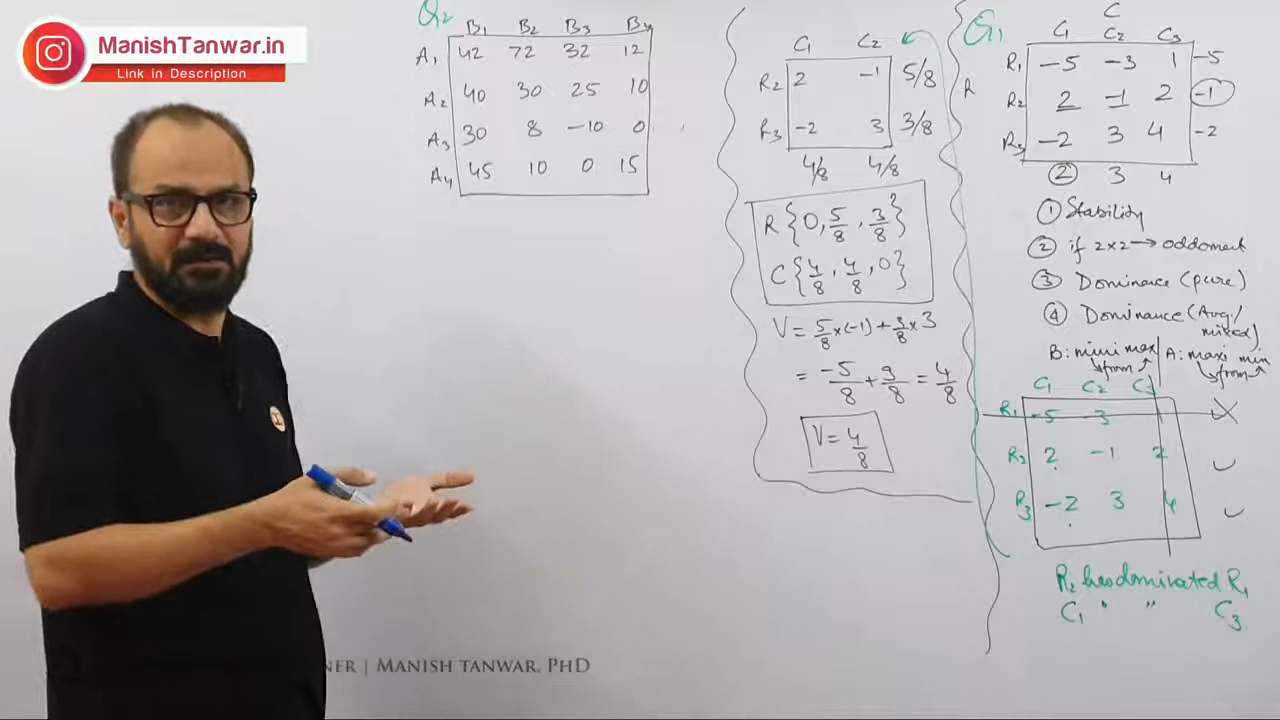 ManishTanwar.in
Link in Description
Q2
B1 B2 B3 B4
A1 42 72 32 12
A2 40 30 25 10
A3 30 8 -10 0
A4 45 10 0 15
C1 C2
R2 2 -1 5/8
R3 -2 3 3/8
4/8 4/8
R{0, 5/8, 3/8}
C{4/8, 4/8, 0}
V = 5/8 x (-1) + 3/8 x 3
= -5/8 + 9/8 = 4/8
V = 4/8
Q1
C
C1 C2 C3
R
R1 -5 -3 1 -5
R2 2 -1 2 -1
R3 -2 3 4 -2
2 3 4
① Stability
② if 2x2 → oddoment
③ Dominance (pure)
④ Dominance (Avg./
mixed)
B: mini max A: maxi min
from from
C1 C2 C3
R1 -5 -3
R2 2 -1 2
R3 -2 3 4
R2 has dominated R1
C1 " " C3
NER | MANISH TANWAR, PHD